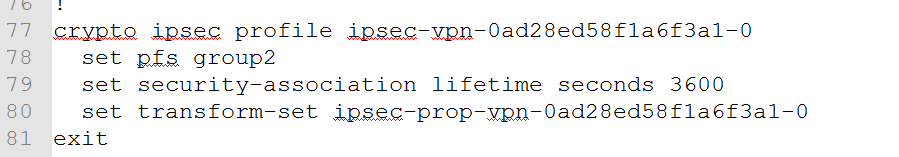 76 !
77 crypto ipsec profile ipsec-vpn-0ad28ed58f1a6f3a1-0
78 set pfs group2
79 set security-association lifetime seconds 3600
80 set transform-set ipsec-prop-vpn-0ad28ed58f1a6f3a1-0
81 exit